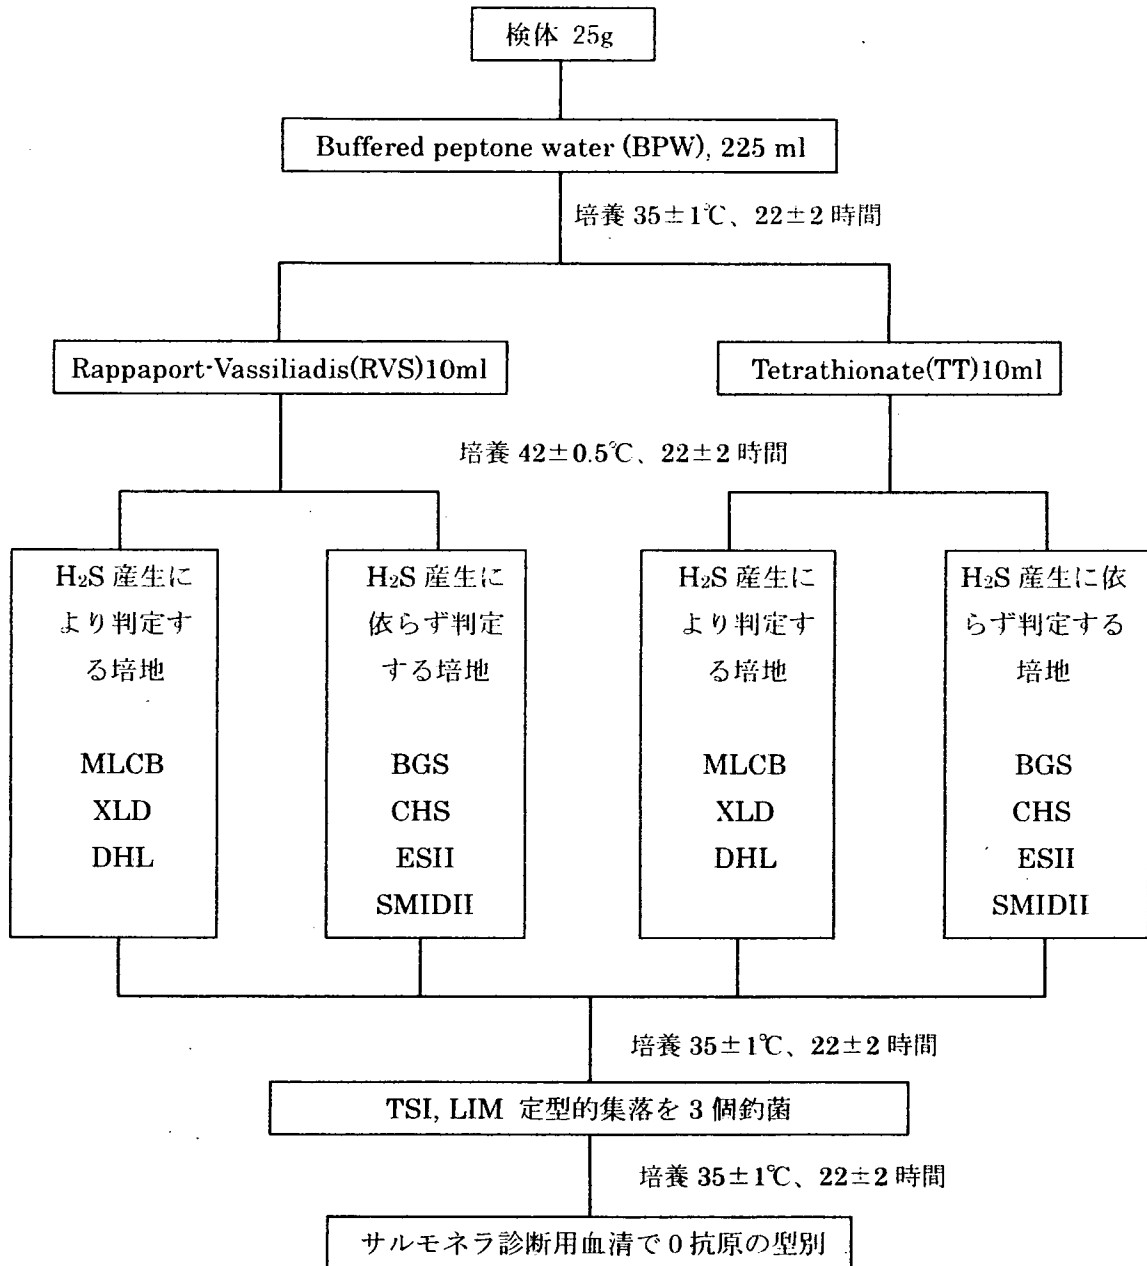 検体 25g
Buffered peptone water (BPW), 225 ml
培養 35±1℃、22±2 時間
Rappaport-Vassiliadis(RVS)10ml
Tetrathionate(TT)10ml
培養 42±0.5℃、22±2 時間
H₂S 産生に
より判定す
る培地
MLCB
XLD
DHL
H₂S 産生に
依らず判定
する培地
BGS
CHS
ESII
SMIDII
H₂S 産生に
より判定す
る培地
MLCB
XLD
DHL
H₂S 産生に依
らず判定する
培地
BGS
CHS
ESII
SMIDII
培養 35±1℃、22±2 時間
TSI, LIM 定型的集落を 3 個釣菌
培養 35±1℃、22±2 時間
サルモネラ診断用血清で 0 抗原の型別